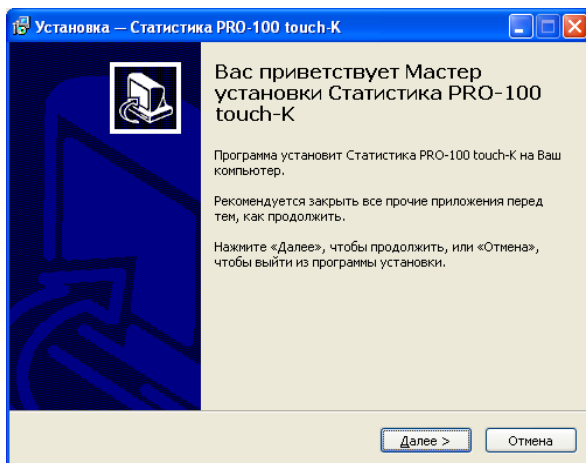 Установка — Статистика PRO-100 touch-K
Вас приветствует Мастер
установки Статистика PRO-100
touch-K
Программа установит Статистика PRO-100 touch-K на Ваш
компьютер.
Рекомендуется закрыть все прочие приложения перед
тем, как продолжить.
Нажмите «Далее», чтобы продолжить, или «Отмена»,
чтобы выйти из программы установки.
Далее >
Отмена